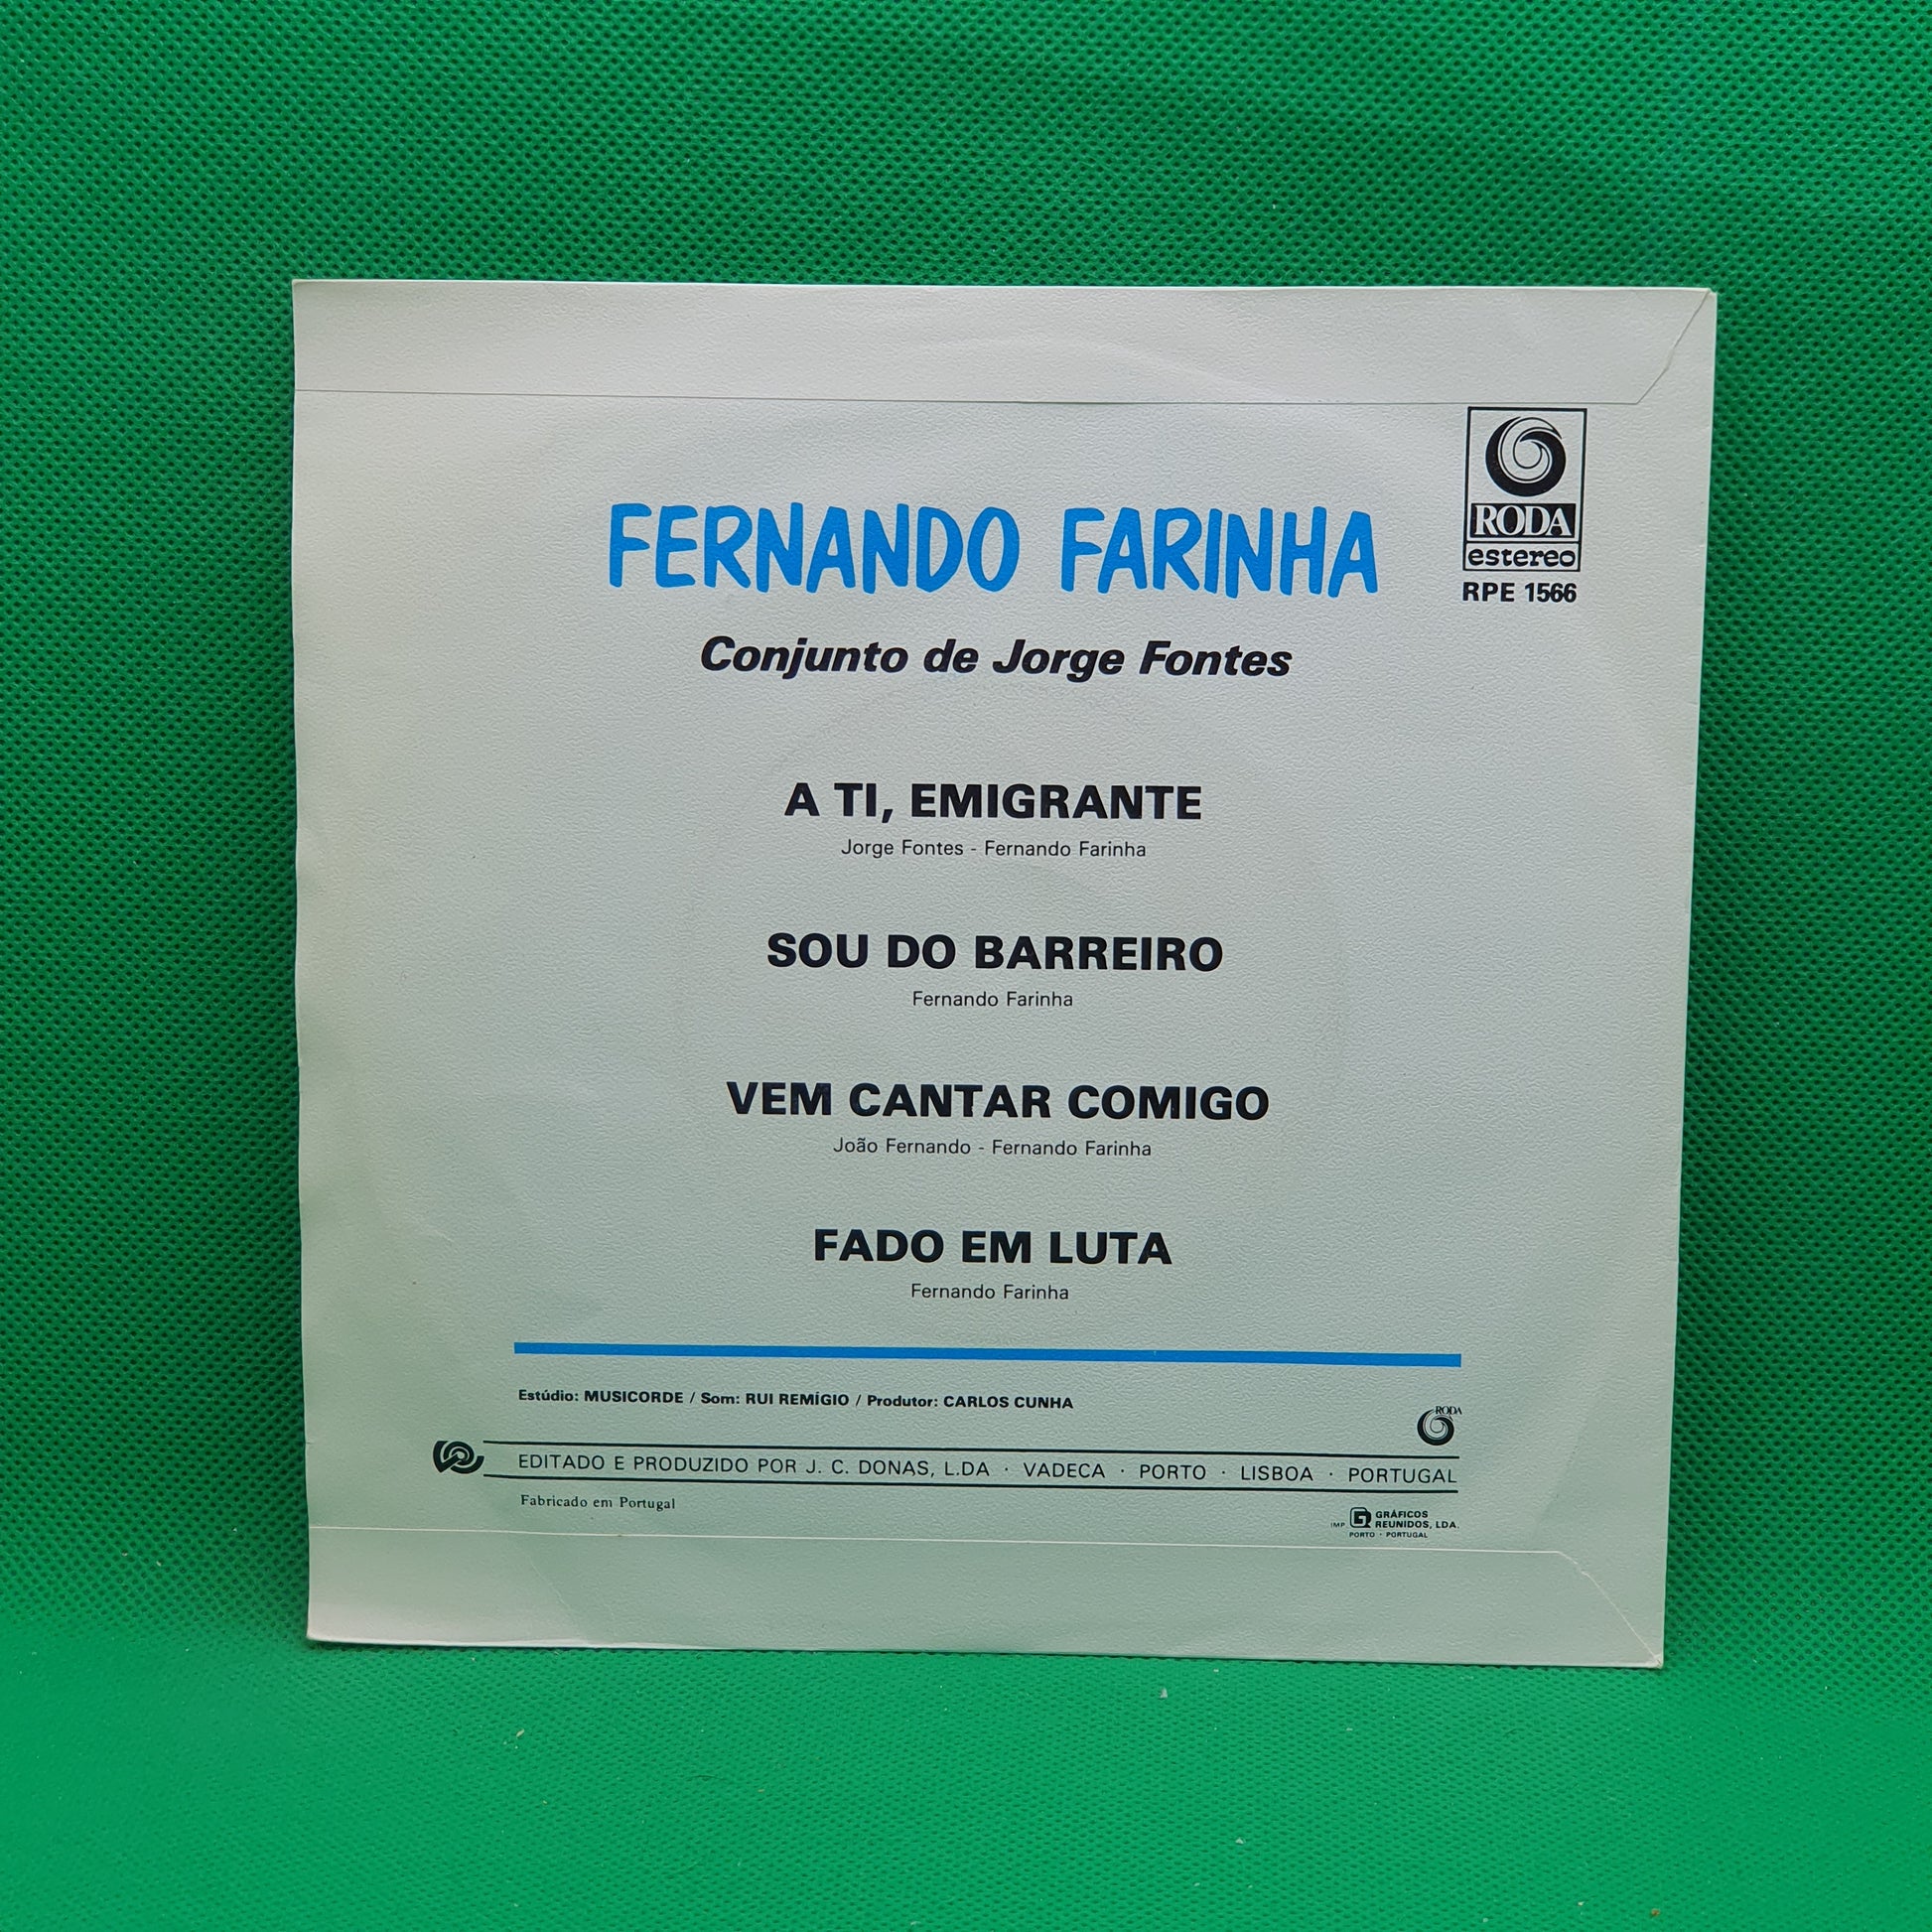 RODA
estereo
RPE 1566
FERNANDO FARINHA
Conjunto de Jorge Fontes
A TI, EMIGRANTE
Jorge Fontes - Fernando Farinha
SOU DO BARREIRO
Fernando Farinha
VEM CANTAR COMIGO
João Fernando - Fernando Farinha
FADO EM LUTA
Fernando Farinha
Estúdio: MUSICORDE / Som: RUI REMÍGIO / Produtor: CARLOS CUNHA
RODA
EDITADO E PRODUZIDO POR J. C. DONAS, L.DA · VADECA · PORTO · LISBOA · PORTUGAL
Fabricado em Portugal
IMP G GRÁFICOS
REUNIDOS, LDA.
PORTO · PORTUGAL